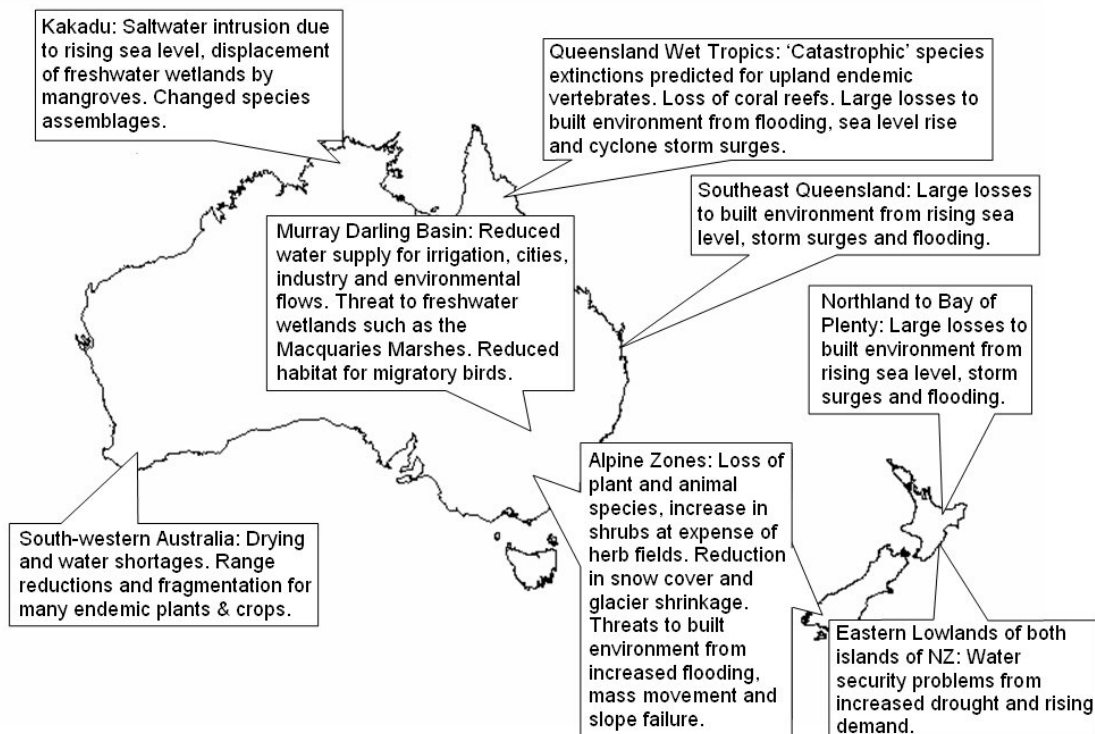 Kakadu: Saltwater intrusion due
to rising sea level, displacement
of freshwater wetlands by
mangroves. Changed species
assemblages.
Queensland Wet Tropics: ‘Catastrophic’ species
extinctions predicted for upland endemic
vertebrates. Loss of coral reefs. Large losses to
built environment from flooding, sea level rise
and cyclone storm surges.
Southeast Queensland: Large losses
to built environment from rising sea
level, storm surges and flooding.
Murray Darling Basin: Reduced
water supply for irrigation, cities,
industry and environmental
flows. Threat to freshwater
wetlands such as the
Macquaries Marshes. Reduced
habitat for migratory birds.
Northland to Bay of
Plenty: Large losses to
built environment from
rising sea level, storm
surges and flooding.
Alpine Zones: Loss of
plant and animal
species, increase in
shrubs at expense of
herb fields. Reduction
in snow cover and
glacier shrinkage.
Threats to built
environment from
increased flooding,
mass movement and
slope failure.
South-western Australia: Drying
and water shortages. Range
reductions and fragmentation for
many endemic plants & crops.
Eastern Lowlands of both
islands of NZ: Water
security problems from
increased drought and rising
demand.